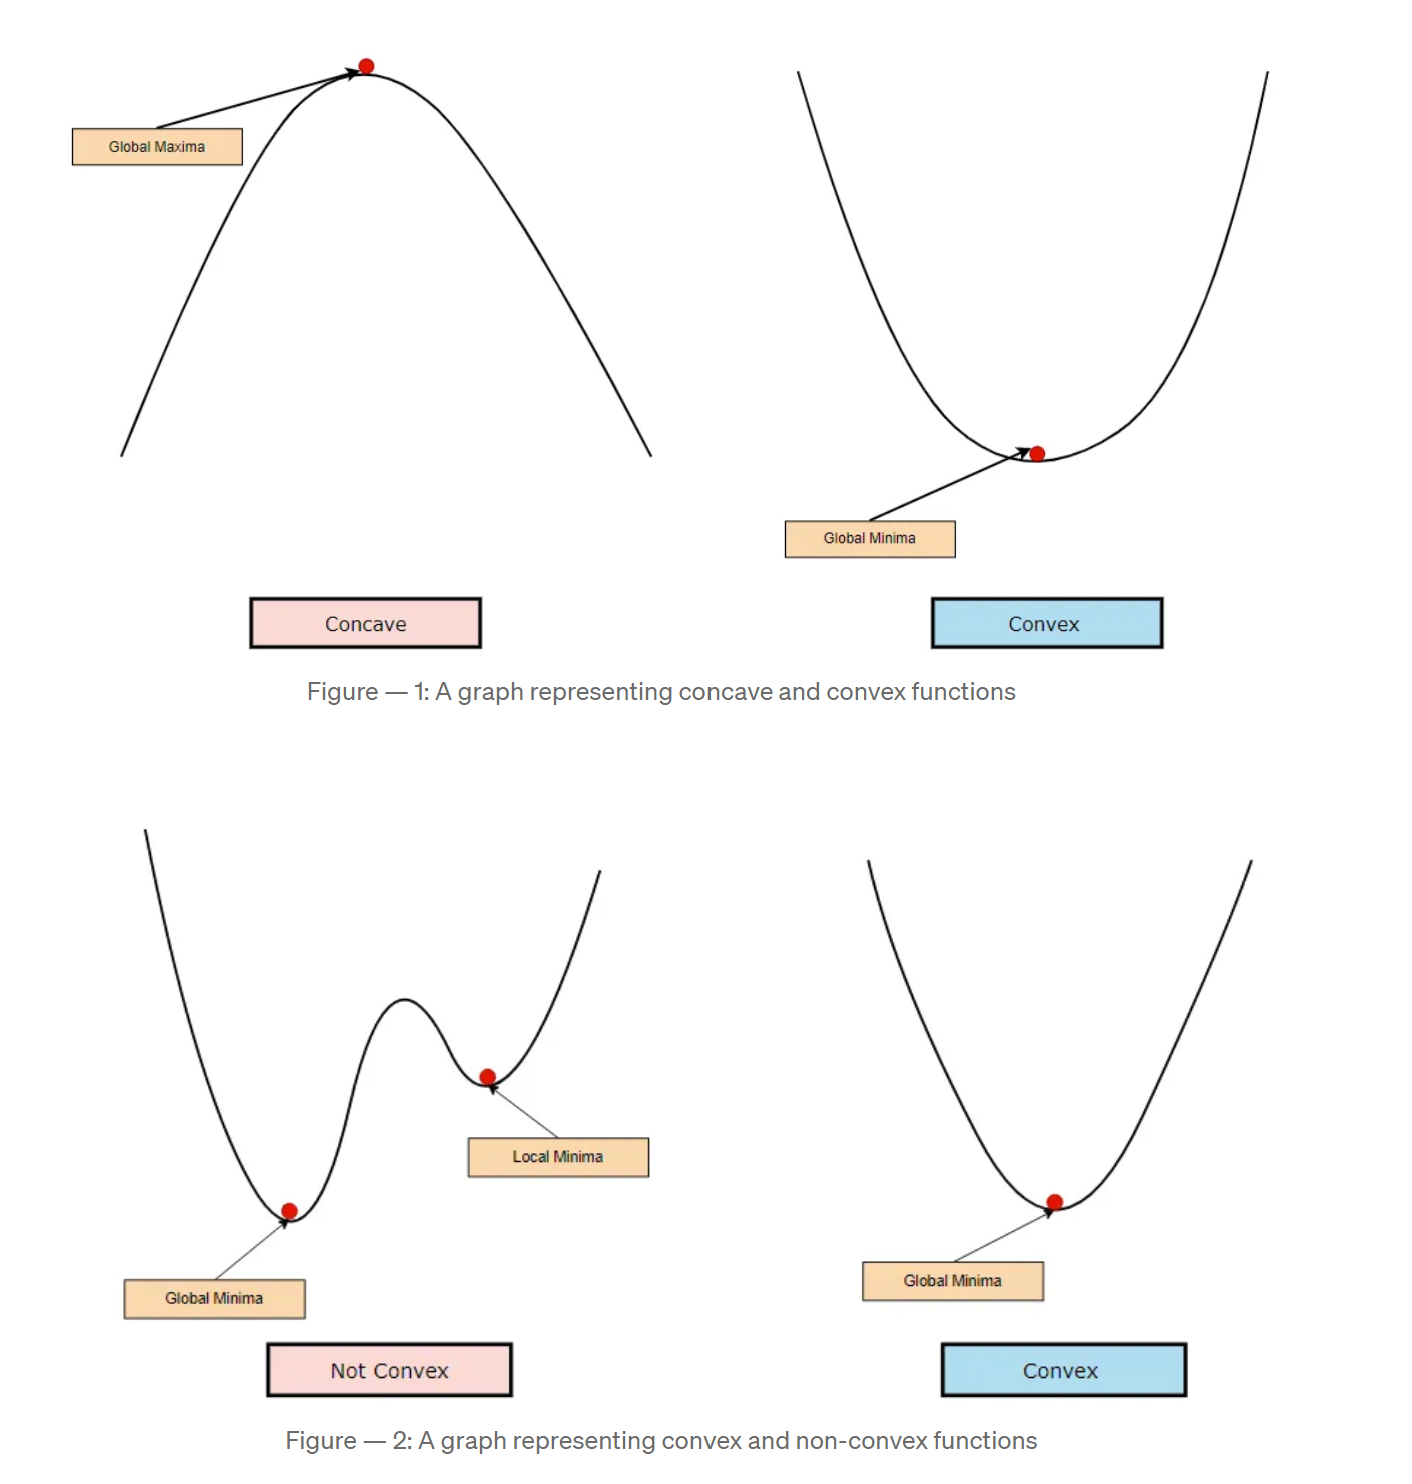 Global Maxima
Global Minima
Concave
Convex
Figure — 1: A graph representing concave and convex functions
Local Minima
Global Minima
Global Minima
Not Convex
Convex
Figure — 2: A graph representing convex and non-convex functions